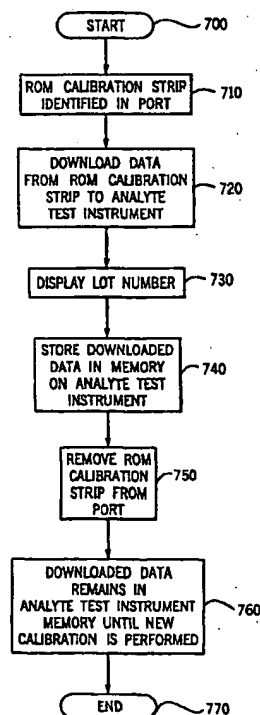 START
700
ROM CALIBRATION STRIP
IDENTIFIED IN PORT
710
DOWNLOAD DATA
FROM ROM CALIBRATION
STRIP TO ANALYTE
TEST INSTRUMENT
720
DISPLAY LOT NUMBER
730
STORE DOWNLOADED
DATA IN MEMORY
ON ANALYTE TEST
INSTRUMENT
740
REMOVE ROM
CALIBRATION
STRIP FROM
PORT
750
DOWNLOADED DATA
REMAINS IN
ANALYTE TEST INSTRUMENT
MEMORY UNTIL NEW
CALIBRATION IS PERFORMED
760
END
770